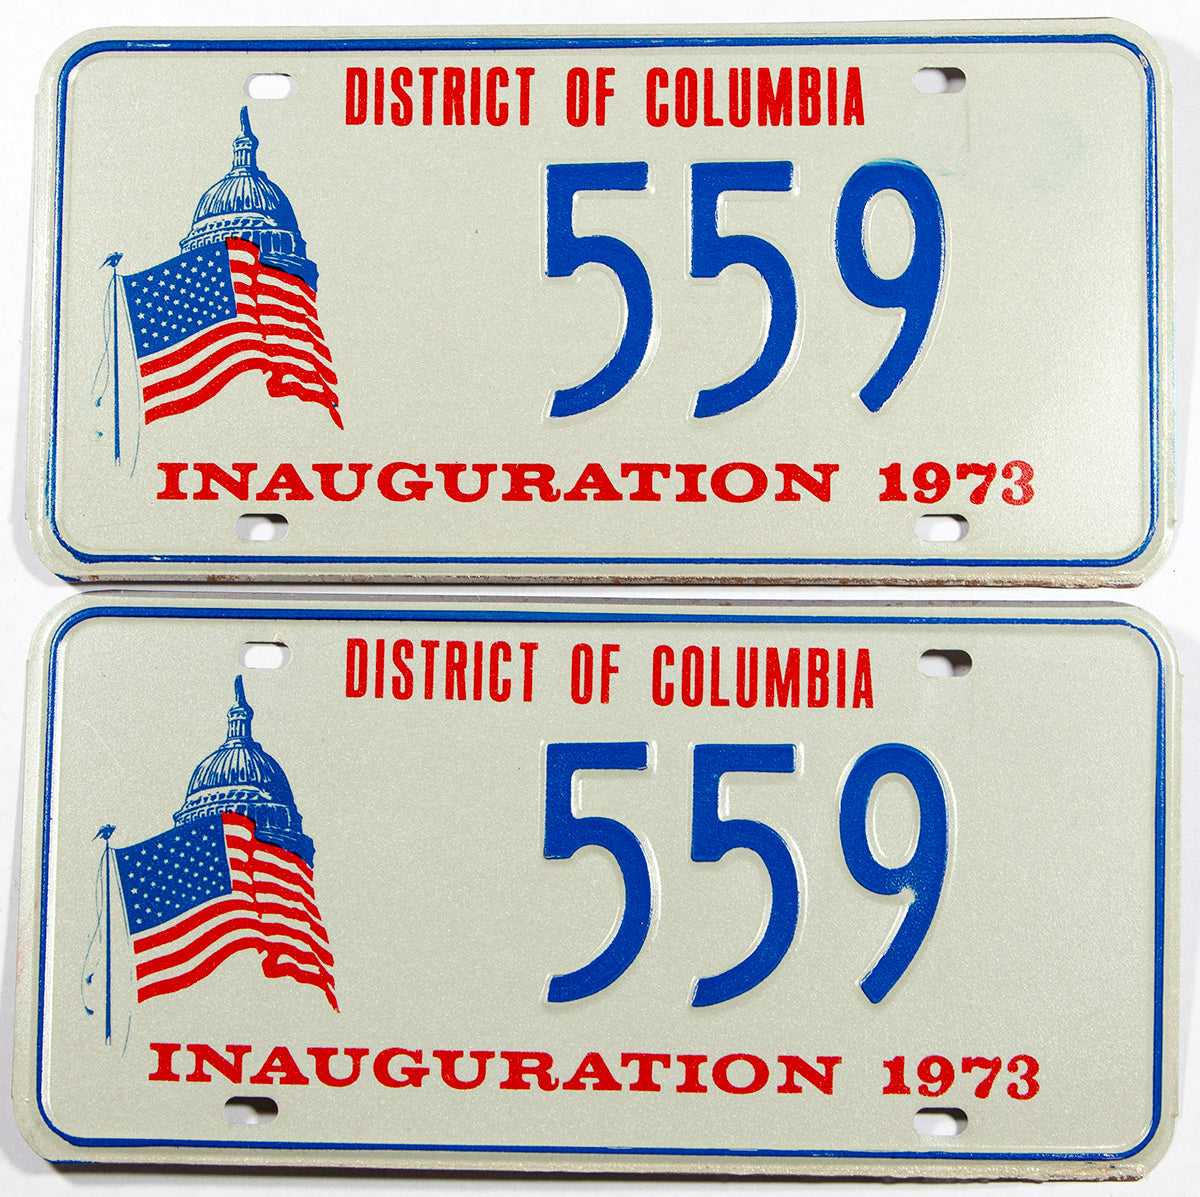 DISTRICT OF COLUMBIA
559
INAUGURATION 1973
DISTRICT OF COLUMBIA
559
INAUGURATION 1973